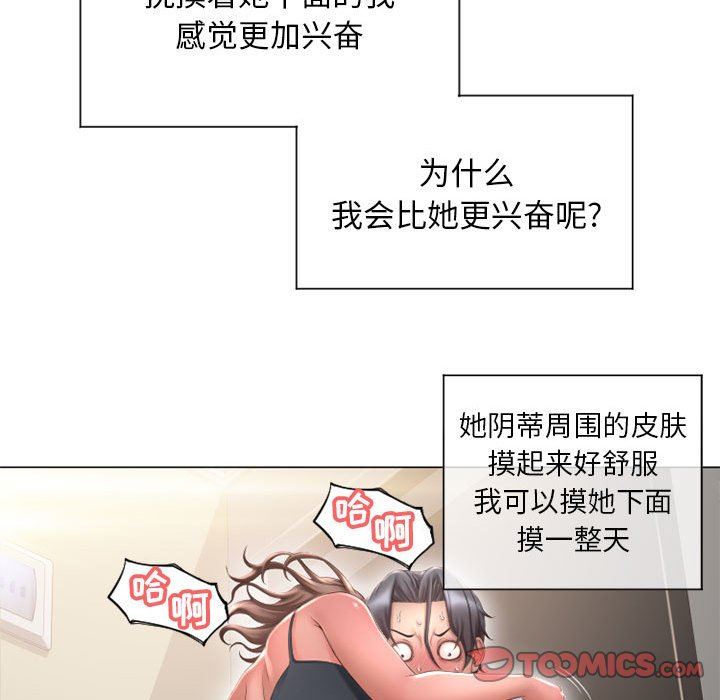 感觉更加兴奋
为什么
我会比她更兴奋呢?
她阴蒂周围的皮肤
摸起来好舒服
我可以摸她下面
摸一整天
哈啊
哈啊
TOOMICS.COM